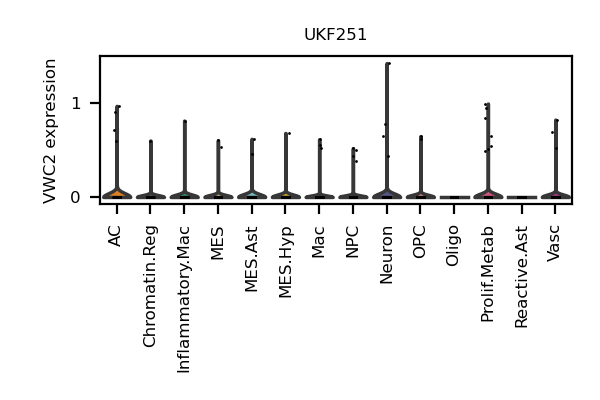 UKF251
VWC2 expression
1
0
AC
Chromatin.Reg
Inflammatory.Mac
MES
MES.Ast
MES.Hyp
Mac
NPC
Neuron
OPC
Oligo
Prolif.Metab
Reactive.Ast
Vasc